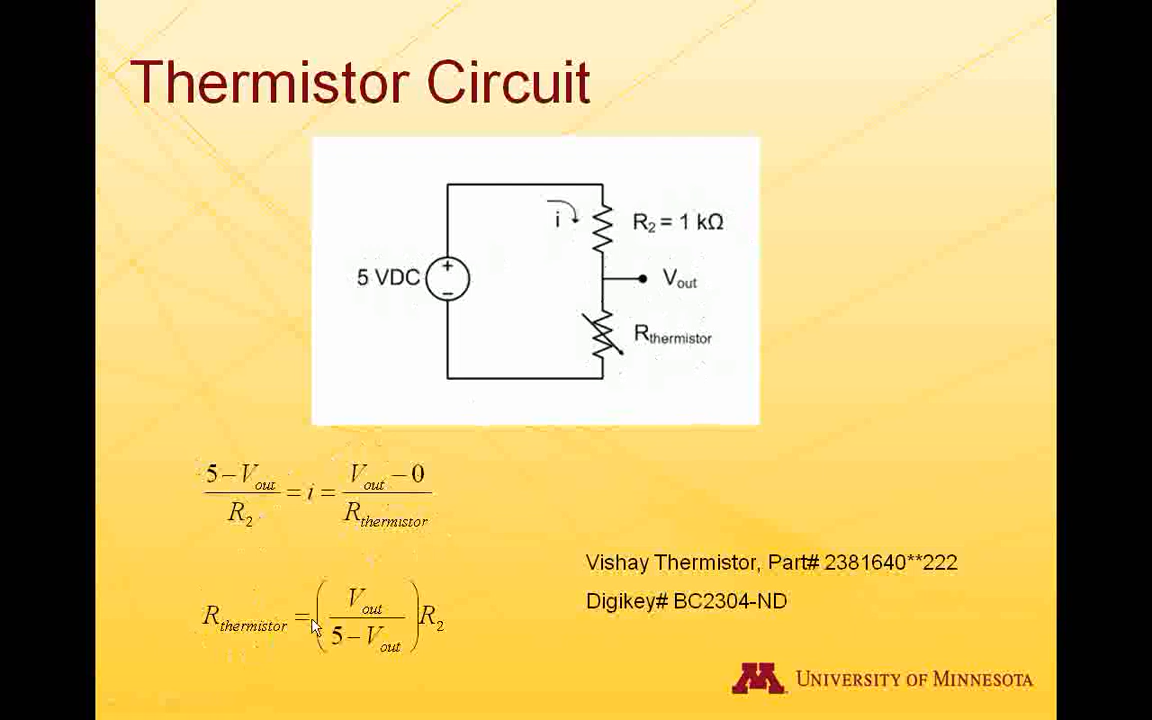 Thermistor Circuit
i
R₂ = 1 kΩ
5 VDC
+
−
V_out
R_thermistor
(5 − V_out)/R₂ = i = (V_out − 0)/R_thermistor
R_thermistor = (V_out/(5 − V_out)) R₂
Vishay Thermistor, Part# 2381640**222
Digikey# BC2304-ND
M UNIVERSITY OF MINNESOTA